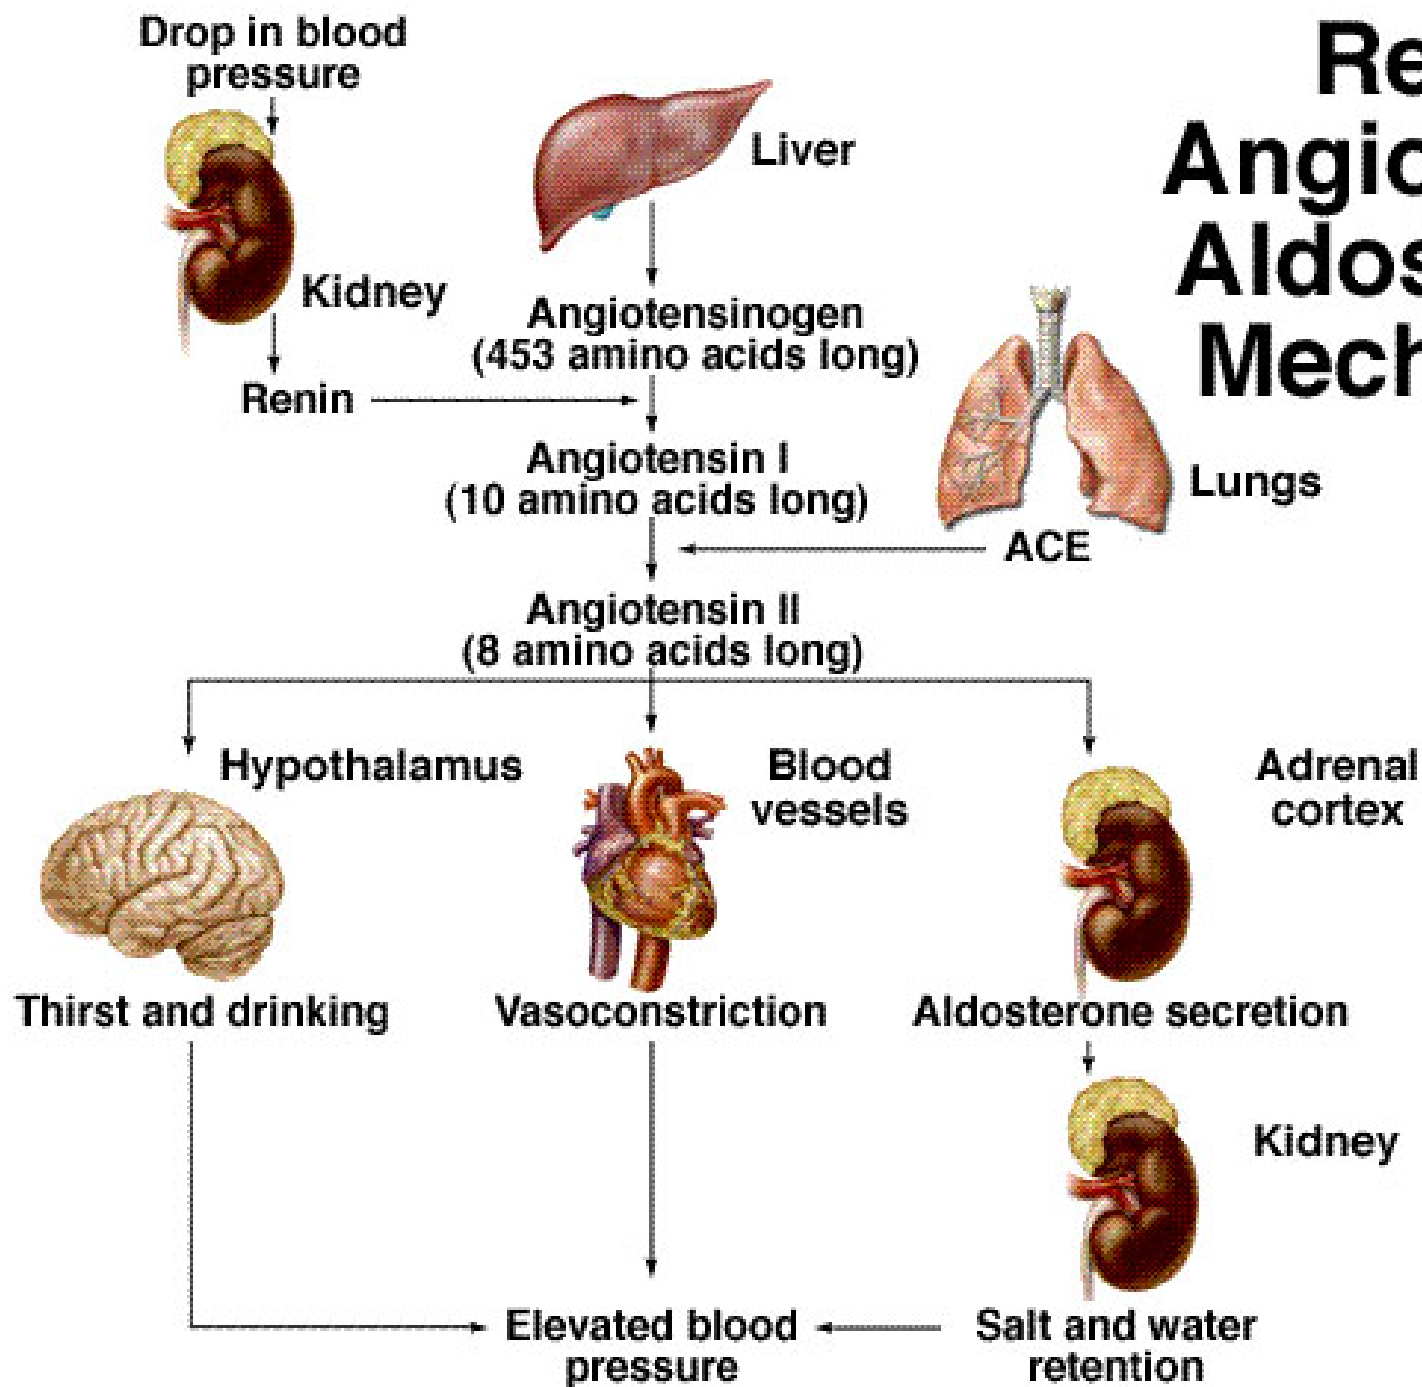 Drop in blood
pressure
Liver
Kidney
Angiotensinogen
(453 amino acids long)
Renin
Angiotensin I
(10 amino acids long)
Lungs
ACE
Angiotensin II
(8 amino acids long)
Hypothalamus
Blood
vessels
Adrenal
cortex
Thirst and drinking
Vasoconstriction
Aldosterone secretion
Kidney
Elevated blood
pressure
Salt and water
retention